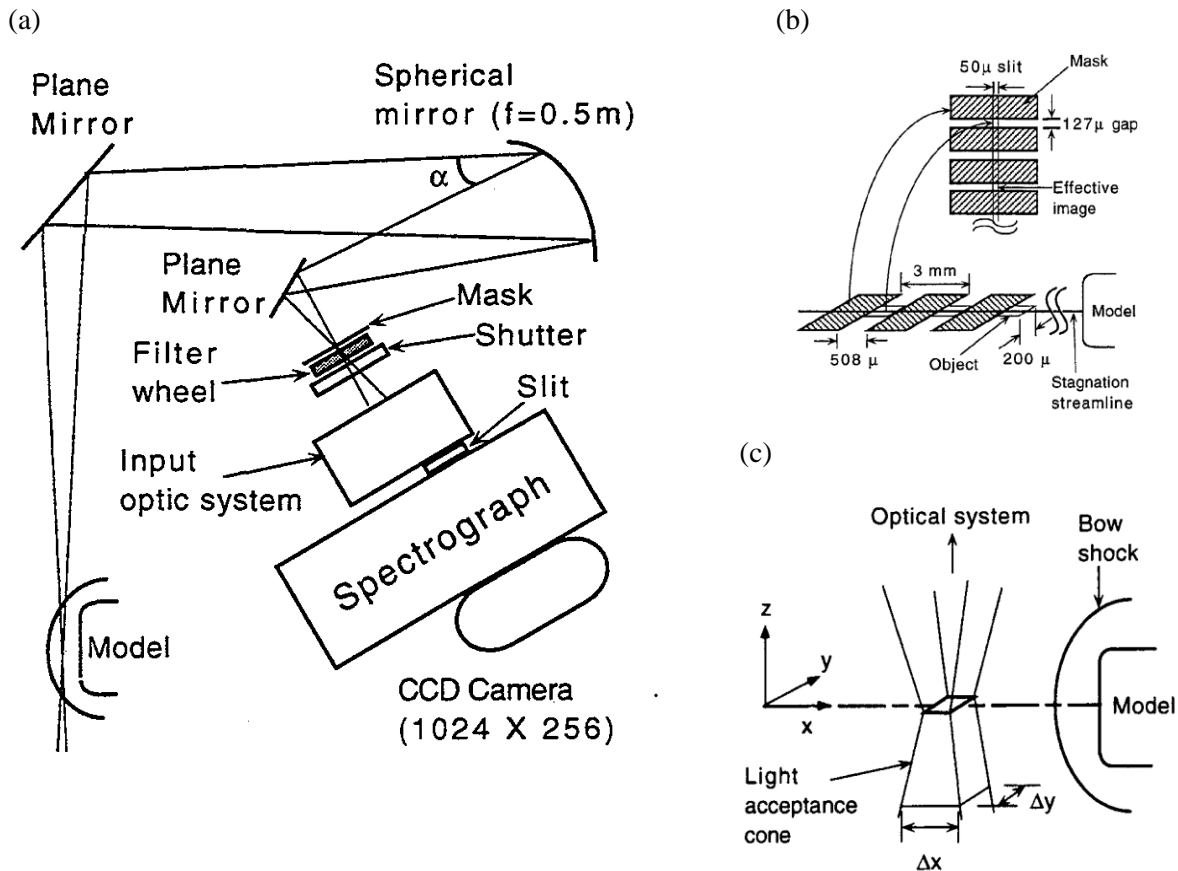 (a)
Plane
Mirror
Spherical
mirror (f=0.5m)
α
Plane
Mirror
Mask
Shutter
Filter
wheel
Slit
Input
optic system
Spectrograph
Model
CCD Camera
(1024 X 256)
(b)
50μ slit
Mask
127μ gap
Effective
image
3 mm
Model
508 μ
Object
200 μ
Stagnation
streamline
(c)
Optical system
Bow
shock
z
y
x
Model
Light
acceptance
cone
Δy
Δx